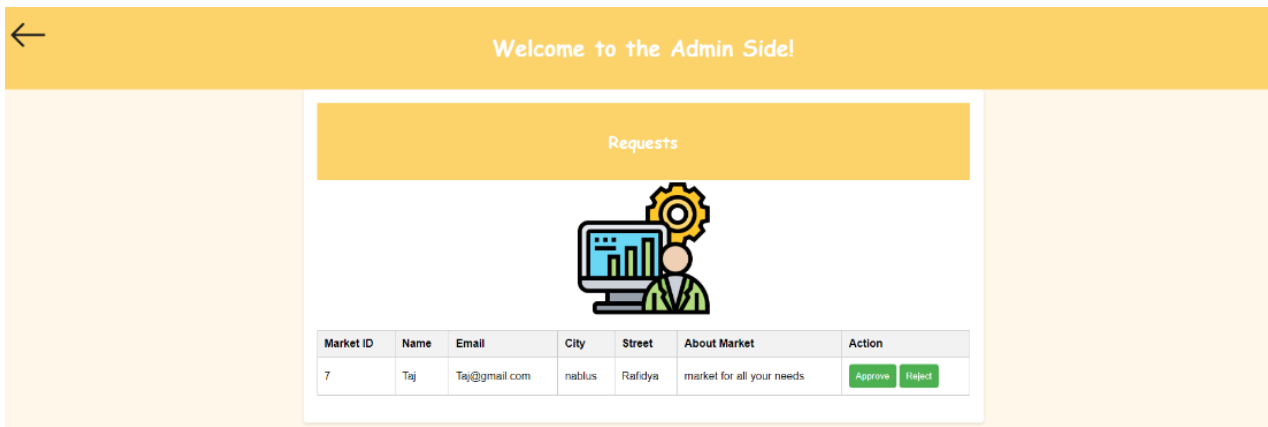 Welcome to the Admin Side!
Requests
Market ID Name Email City Street About Market Action
7 Taj Taj@gmail.com nablus Rafidya market for all your needs Approve Reject